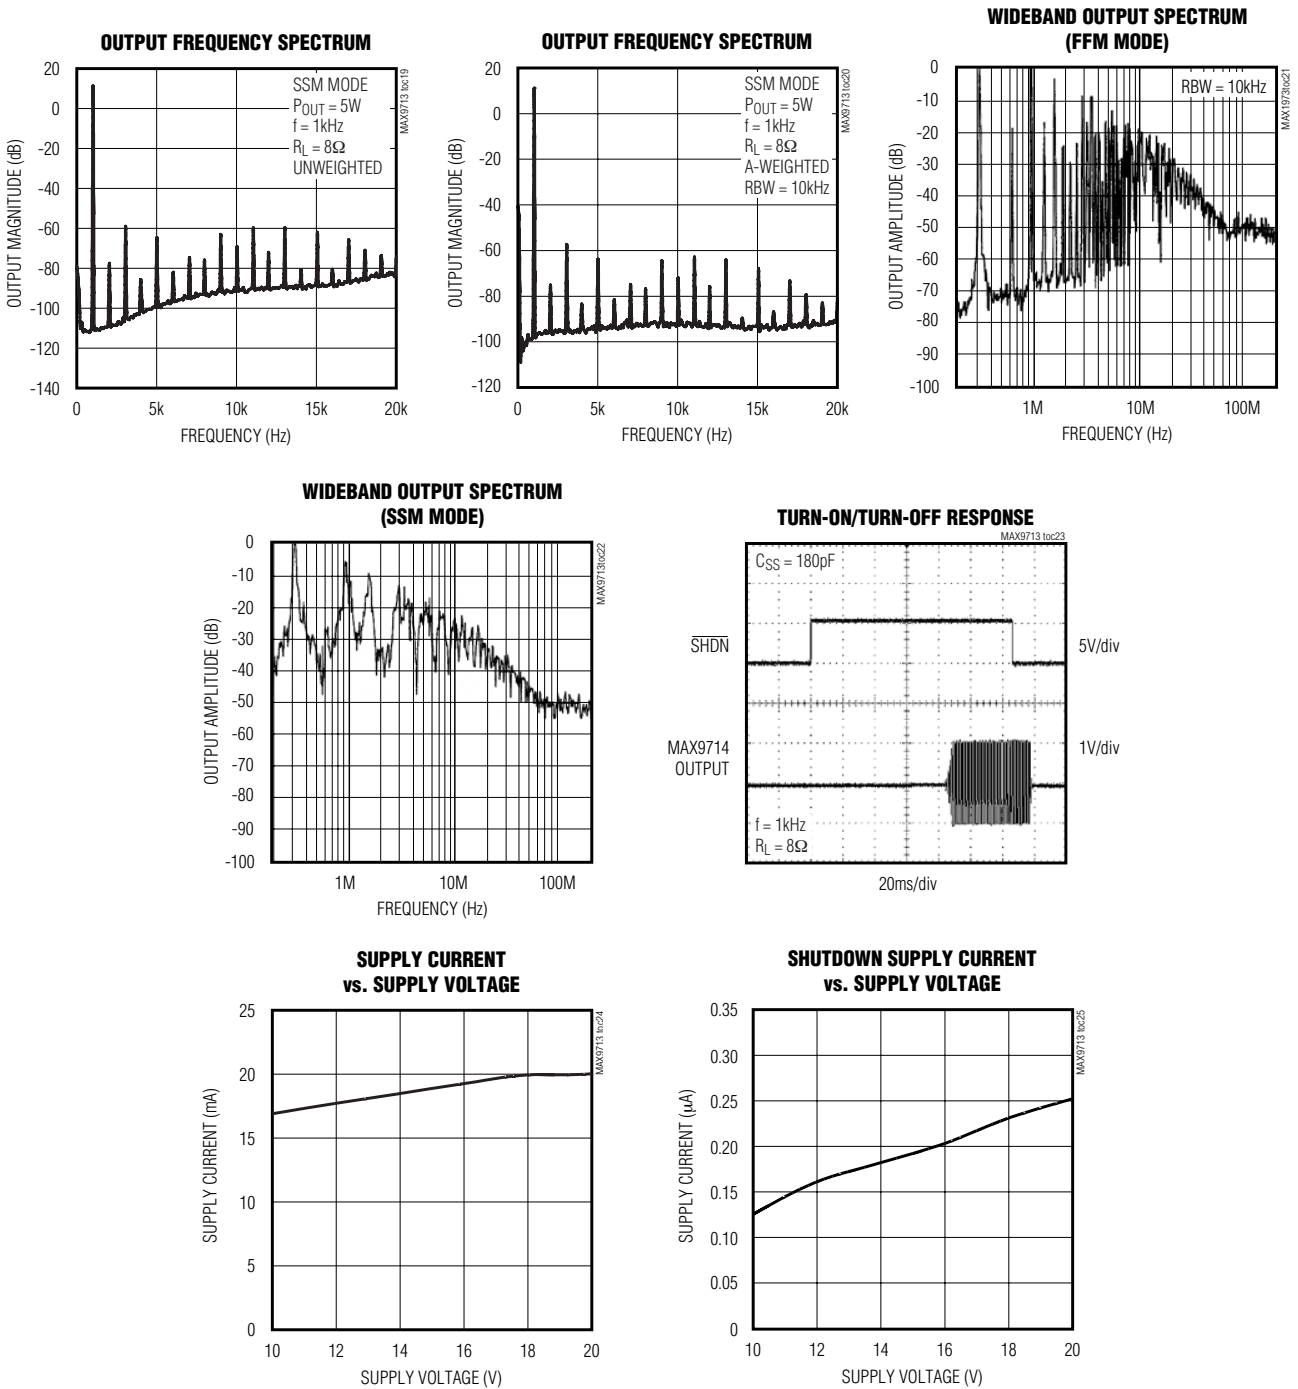 OUTPUT FREQUENCY SPECTRUM
20
0
-20
-40
-60
-80
-100
-120
-140
OUTPUT MAGNITUDE (dB)
SSM MODE
POUT = 5W
f = 1kHz
RL = 8Ω
UNWEIGHTED
MAX9713 toc19
0
5k
10k
15k
20k
FREQUENCY (Hz)
OUTPUT FREQUENCY SPECTRUM
20
0
-20
-40
-60
-80
-100
-120
OUTPUT MAGNITUDE (dB)
SSM MODE
POUT = 5W
f = 1kHz
RL = 8Ω
A-WEIGHTED
RBW = 10kHz
MAX9713 toc20
0
5k
10k
15k
20k
FREQUENCY (Hz)
WIDEBAND OUTPUT SPECTRUM
(FFM MODE)
0
-10
-20
-30
-40
-50
-60
-70
-80
-90
-100
OUTPUT AMPLITUDE (dB)
RBW = 10kHz
MAX1973toc21
1M
10M
100M
FREQUENCY (Hz)
WIDEBAND OUTPUT SPECTRUM
(SSM MODE)
0
-10
-20
-30
-40
-50
-60
-70
-80
-90
-100
OUTPUT AMPLITUDE (dB)
MAX9713toc22
1M
10M
100M
FREQUENCY (Hz)
TURN-ON/TURN-OFF RESPONSE
MAX9713 toc23
CSS = 180pF
SHDN
5V/div
MAX9714
OUTPUT
1V/div
f = 1kHz
RL = 8Ω
20ms/div
SUPPLY CURRENT
vs. SUPPLY VOLTAGE
25
20
15
10
5
0
SUPPLY CURRENT (mA)
MAX9713 toc24
10
12
14
16
18
20
SUPPLY VOLTAGE (V)
SHUTDOWN SUPPLY CURRENT
vs. SUPPLY VOLTAGE
0.35
0.30
0.25
0.20
0.15
0.10
0.05
0
SUPPLY CURRENT (μA)
MAX9713 toc25
10
12
14
16
18
20
SUPPLY VOLTAGE (V)